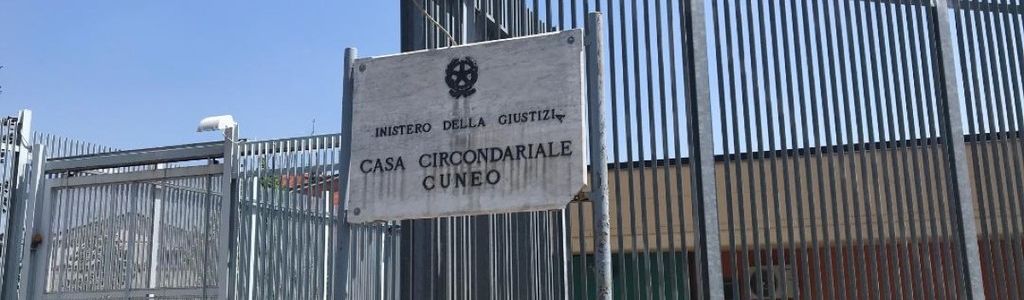 INISTERO DELLA GIUSTIZI
CASA CIRCONDARIALE
CUNEO